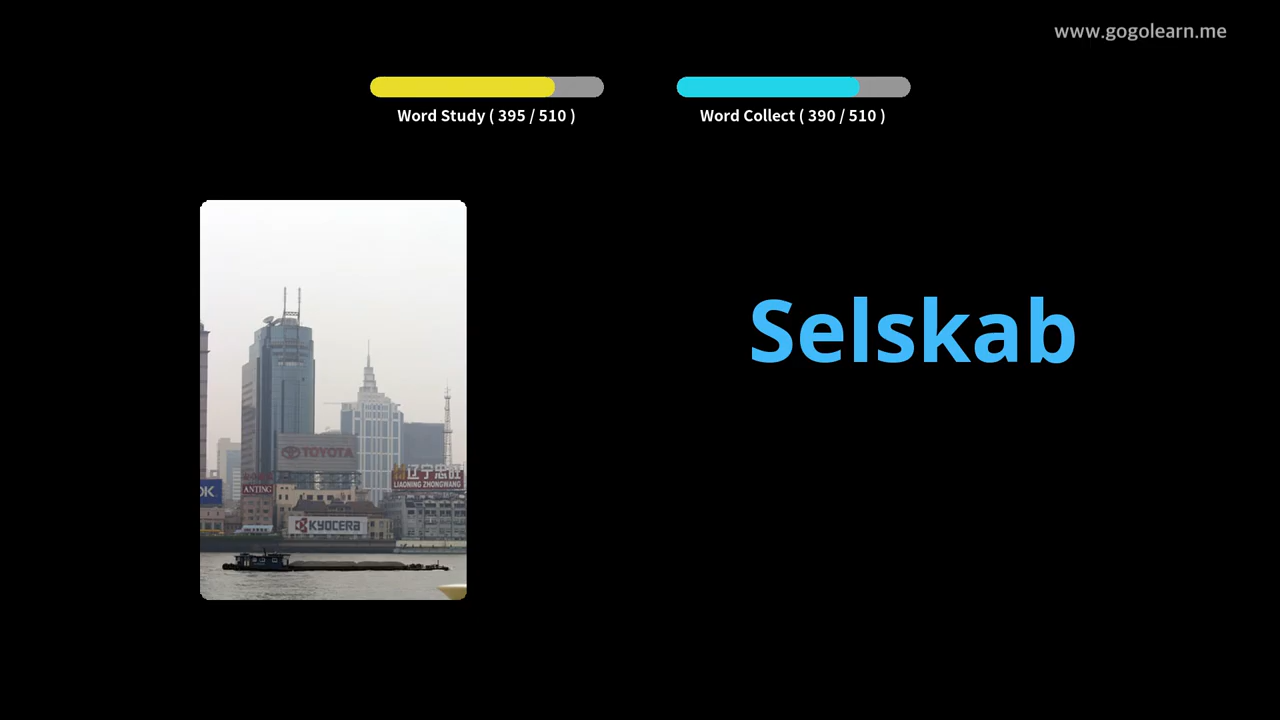 www.gogolearn.me
Word Study ( 395 / 510 )
Word Collect ( 390 / 510 )
Selskab
TOYOTA
辽宁忠旺
LIAONING ZHONGWANG
OK
ANTING
KYOCERA